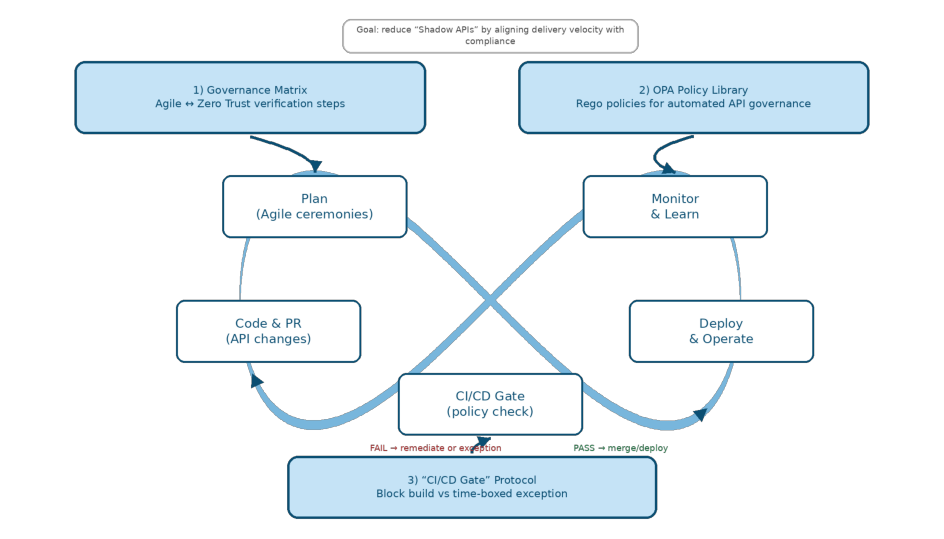 Goal: reduce “Shadow APIs” by aligning delivery velocity with
compliance
1) Governance Matrix
Agile ↔ Zero Trust verification steps
2) OPA Policy Library
Rego policies for automated API governance
Plan
(Agile ceremonies)
Monitor
& Learn
Code & PR
(API changes)
Deploy
& Operate
CI/CD Gate
(policy check)
FAIL → remediate or exception
PASS → merge/deploy
3) “CI/CD Gate” Protocol
Block build vs time-boxed exception